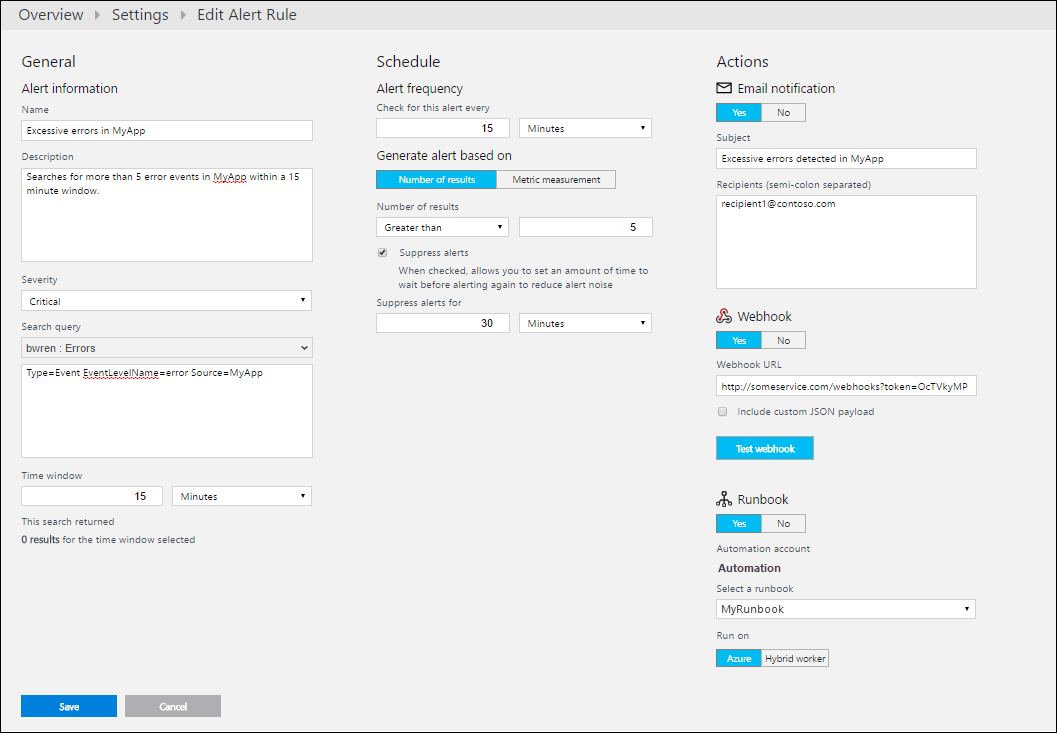 Overview Settings Edit Alert Rule
General
Alert information
Name
Excessive errors in MyApp
Description
Searches for more than 5 error events in MyApp within a 15
minute window.
Severity
Critical
Search query
bwren : Errors
Type=Event EventLevelName=error Source=MyApp
Time window
15 Minutes
This search returned
0 results for the time window selected
Save Cancel
Schedule
Alert frequency
Check for this alert every
15 Minutes
Generate alert based on
Number of results Metric measurement
Number of results
Greater than 5
Suppress alerts
When checked, allows you to set an amount of time to
wait before alerting again to reduce alert noise
Suppress alerts for
30 Minutes
Actions
Email notification
Yes No
Subject
Excessive errors detected in MyApp
Recipients (semi-colon separated)
recipient1@contoso.com
Webhook
Yes No
Webhook URL
http://someservice.com/webhooks?token=OcTVkyMP
Include custom JSON payload
Test webhook
Runbook
Yes No
Automation account
Automation
Select a runbook
MyRunbook
Run on
Azure Hybrid worker